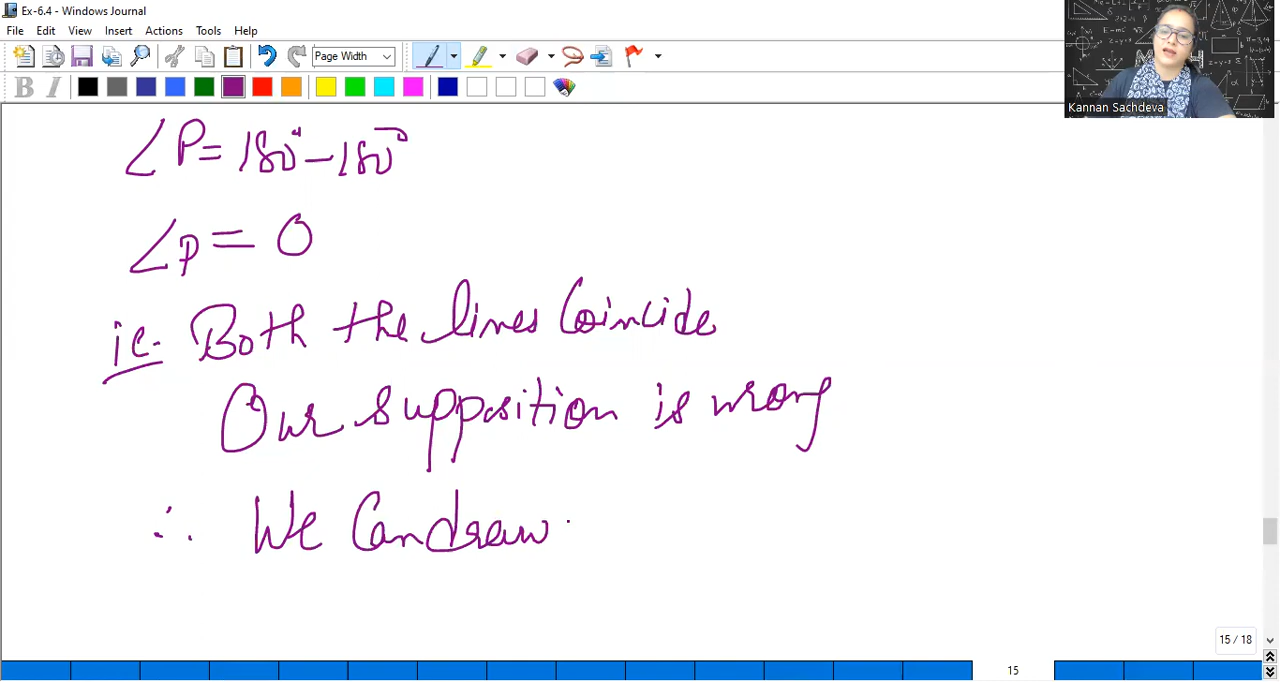 Ex-6.4 - Windows Journal
File Edit View Insert Actions Tools Help
Page Width
B I
Kannan Sachdeva
∠P = 180° - 180°
∠P = 0
ie. Both the lines Coincide
Our supposition is wrong
∴ We Can draw
15 / 18
15